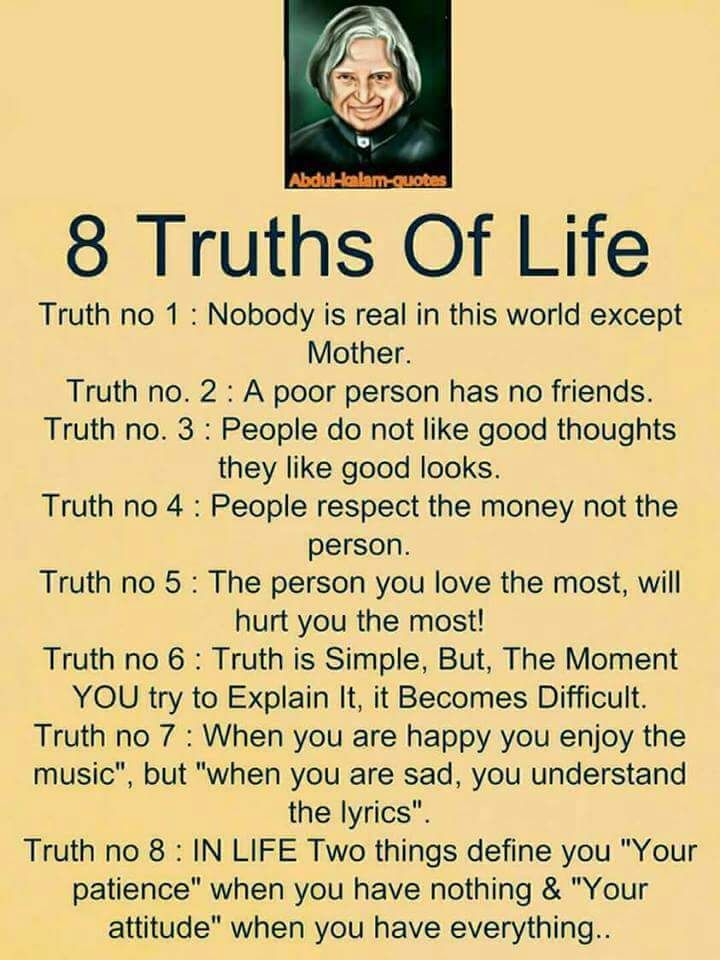 Abdul-kalam-quotes
8 Truths Of Life
Truth no 1 : Nobody is real in this world except
Mother.
Truth no. 2 : A poor person has no friends.
Truth no. 3 : People do not like good thoughts
they like good looks.
Truth no 4 : People respect the money not the
person.
Truth no 5 : The person you love the most, will
hurt you the most!
Truth no 6 : Truth is Simple, But, The Moment
YOU try to Explain It, it Becomes Difficult.
Truth no 7 : When you are happy you enjoy the
music", but "when you are sad, you understand
the lyrics".
Truth no 8 : IN LIFE Two things define you "Your
patience" when you have nothing & "Your
attitude" when you have everything..